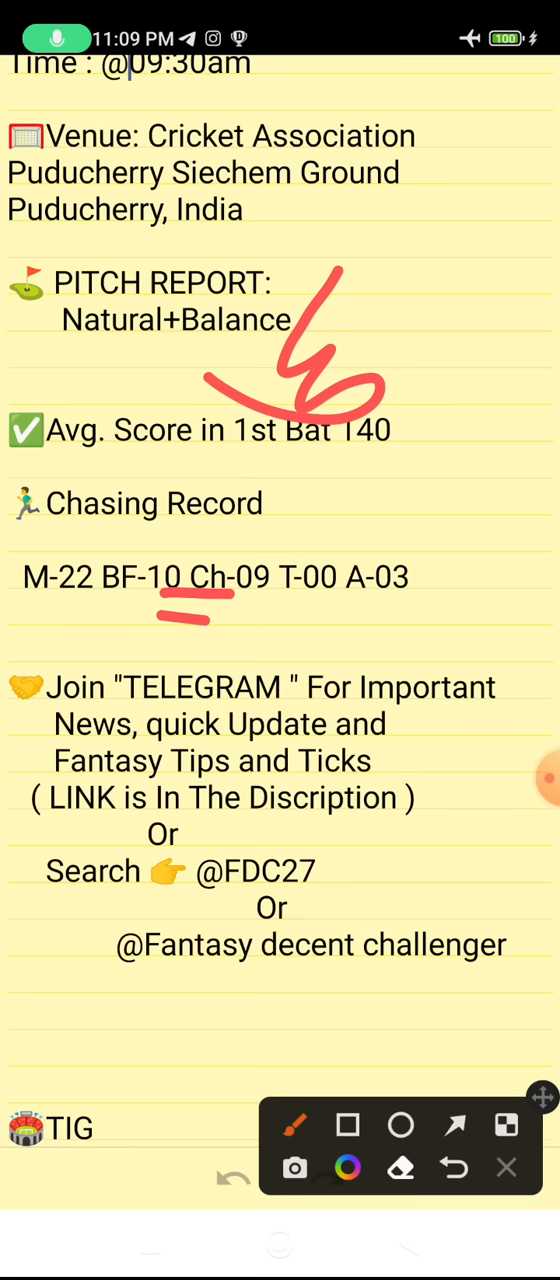 11:09 PM
100
Time : @09:30am
🥅Venue: Cricket Association
Puducherry Siechem Ground
Puducherry, India
⛳ PITCH REPORT:
Natural+Balance
✅Avg. Score in 1st Bat 140
🏃‍♂️Chasing Record
M-22 BF-10 Ch-09 T-00 A-03
🤝Join "TELEGRAM " For Important
News, quick Update and
Fantasy Tips and Ticks
( LINK is In The Discription )
Or
Search 👉 @FDC27
Or
@Fantasy decent challenger
🏟️TIG